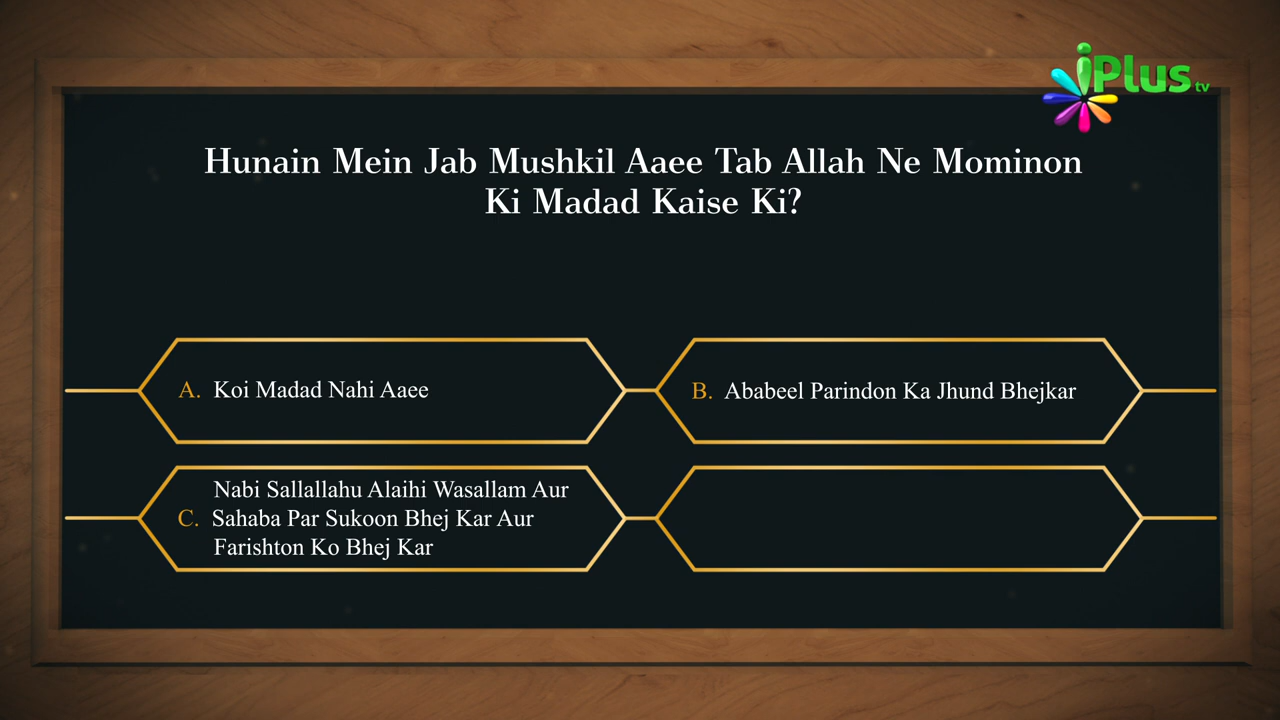 iPlus tv
Hunain Mein Jab Mushkil Aaee Tab Allah Ne Mominon
Ki Madad Kaise Ki?
A. Koi Madad Nahi Aaee
B. Ababeel Parindon Ka Jhund Bhejkar
Nabi Sallallahu Alaihi Wasallam Aur
C. Sahaba Par Sukoon Bhej Kar Aur
Farishton Ko Bhej Kar